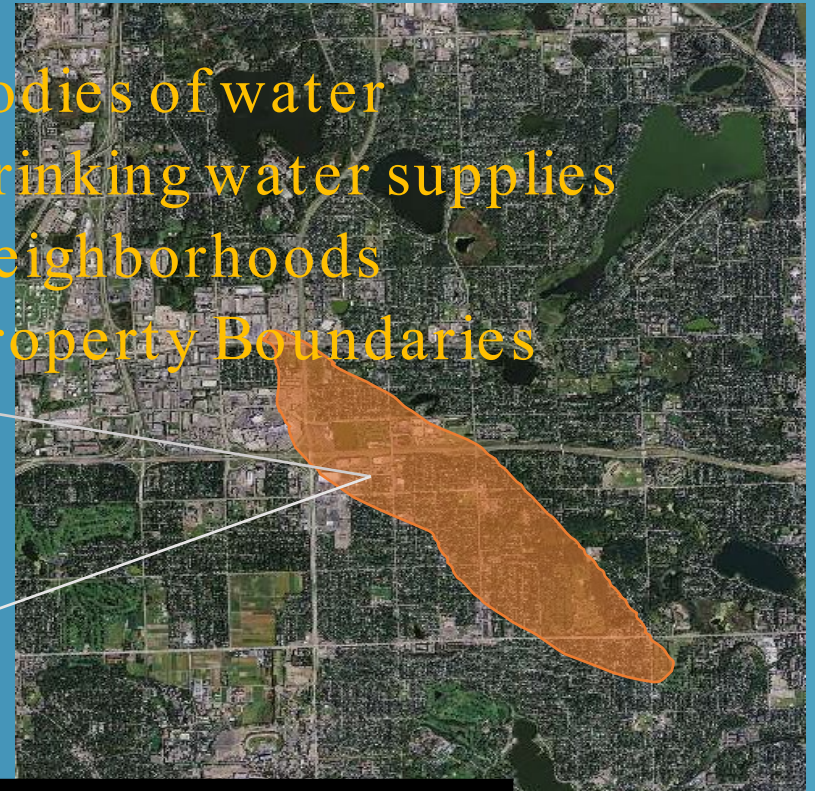 odies of water
rinking water supplies
eighborhoods
roperty Boundaries